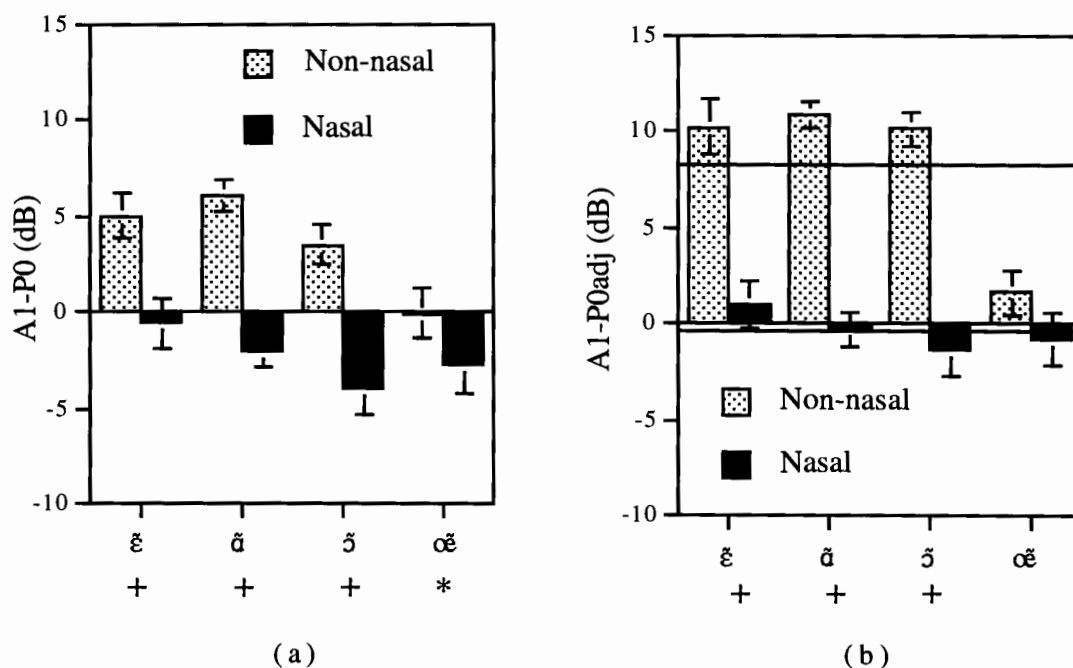 15
10
5
0
-5
-10
A1-P0 (dB)
Non-nasal
Nasal
ɛ̃ ɑ̃ ɔ̃ œ̃
+ + + *
(a)
15
10
5
0
-5
-10
A1-P0adj (dB)
Non-nasal
Nasal
ɛ̃ ɑ̃ ɔ̃ œ̃
+ + +
(b)